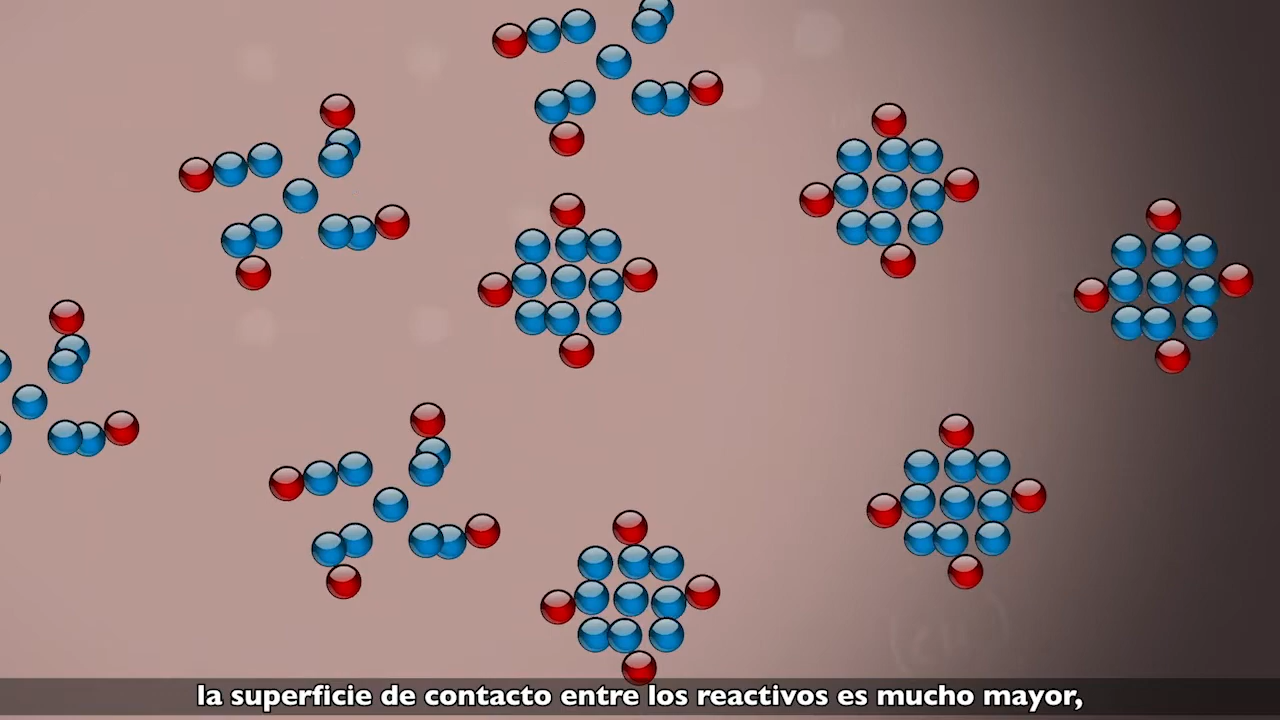 la superficie de contacto entre los reactivos es mucho mayor,